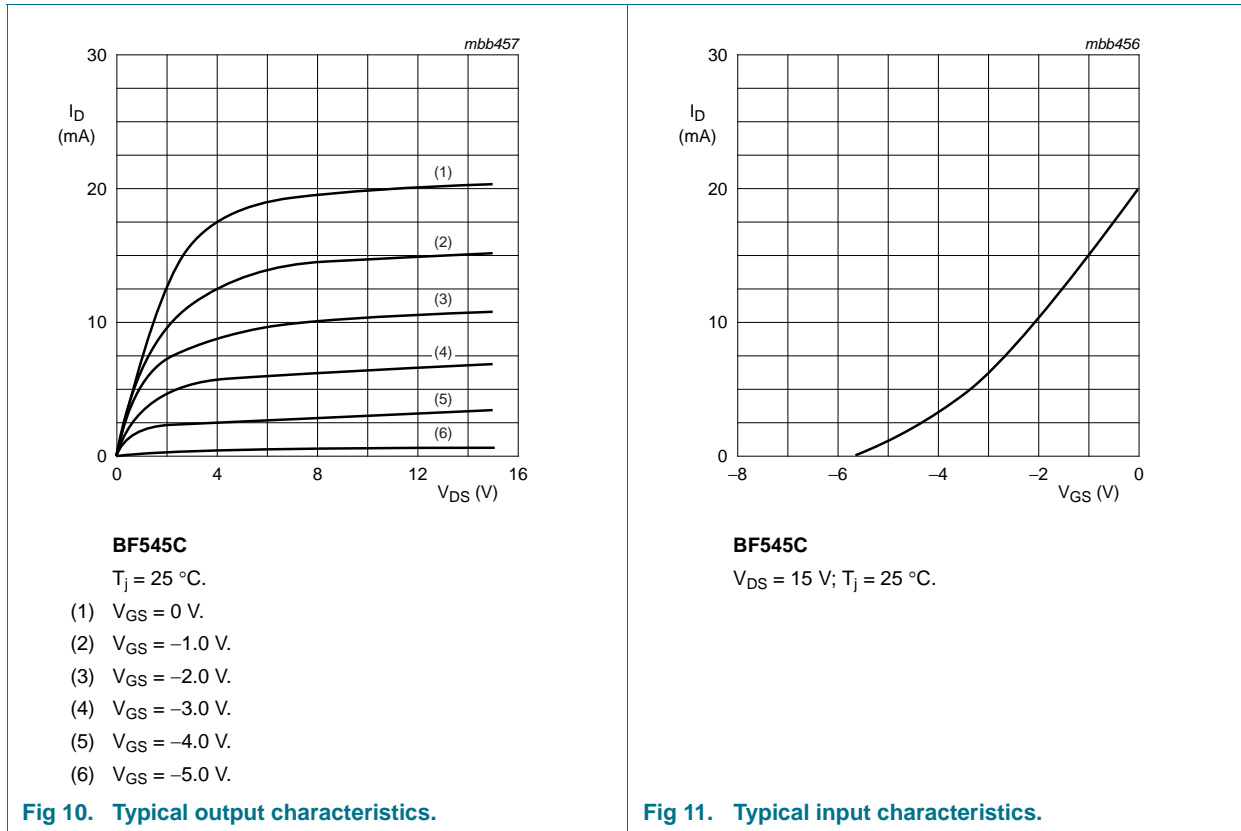 mbb457
30
I_D
(mA)
20
10
0
(1)
(2)
(3)
(4)
(5)
(6)
0 4 8 12 16
V_DS (V)
BF545C
T_j = 25 °C.
(1) V_GS = 0 V.
(2) V_GS = −1.0 V.
(3) V_GS = −2.0 V.
(4) V_GS = −3.0 V.
(5) V_GS = −4.0 V.
(6) V_GS = −5.0 V.
Fig 10. Typical output characteristics.
mbb456
30
I_D
(mA)
20
10
0
−8 −6 −4 −2 0
V_GS (V)
BF545C
V_DS = 15 V; T_j = 25 °C.
Fig 11. Typical input characteristics.